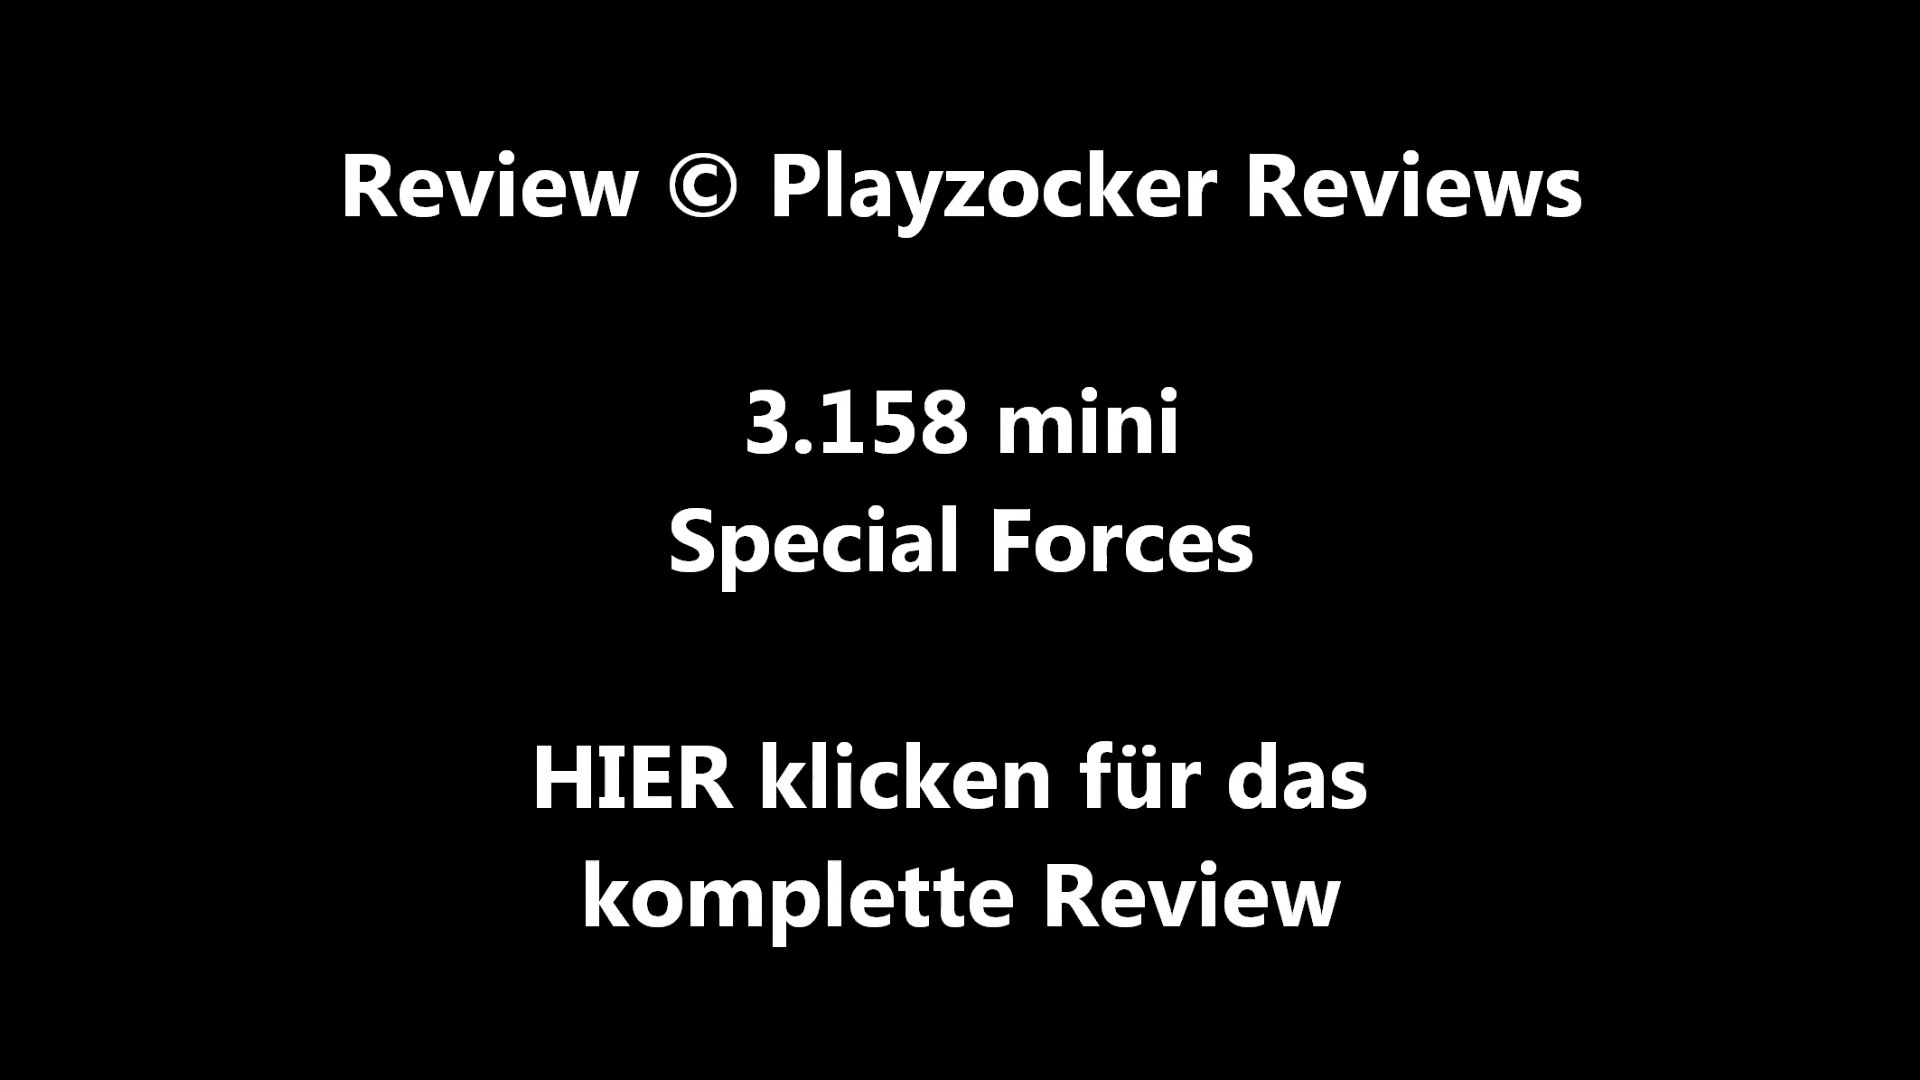 Review © Playzocker Reviews
3.158 mini
Special Forces
HIER klicken für das
komplette Review